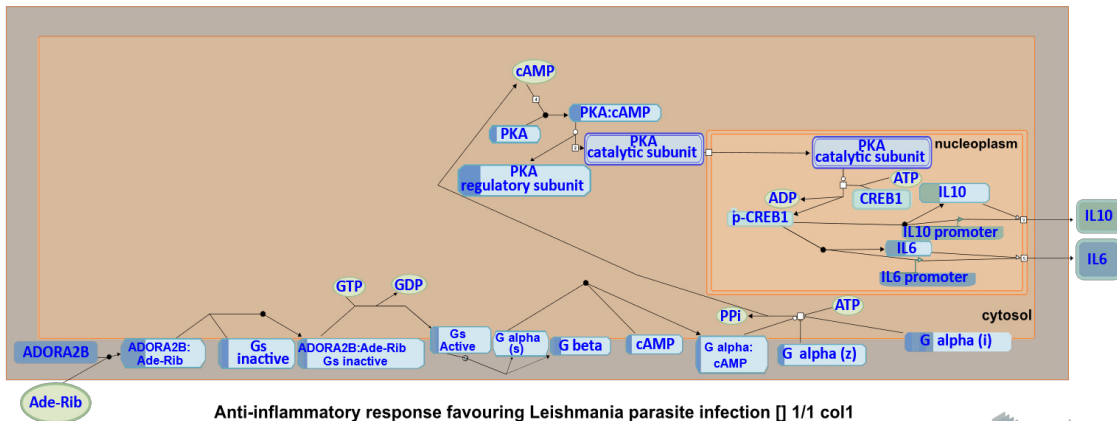 cAMP
PKA:cAMP
PKA
PKA
catalytic subunit
PKA
regulatory subunit
PKA
catalytic subunit
nucleoplasm
ATP
ADP
CREB1
IL10
p-CREB1
IL10 promoter
IL10
IL6
IL6 promoter
IL6
GTP
GDP
PPi
ATP
cytosol
ADORA2B
ADORA2B:
Ade-Rib
Gs
inactive
ADORA2B:Ade-Rib
Gs inactive
Gs
Active
G alpha
(s)
G beta
cAMP
G alpha:
cAMP
G alpha (z)
G alpha (i)
Ade-Rib
Anti-inflammatory response favouring Leishmania parasite infection [] 1/1 col1